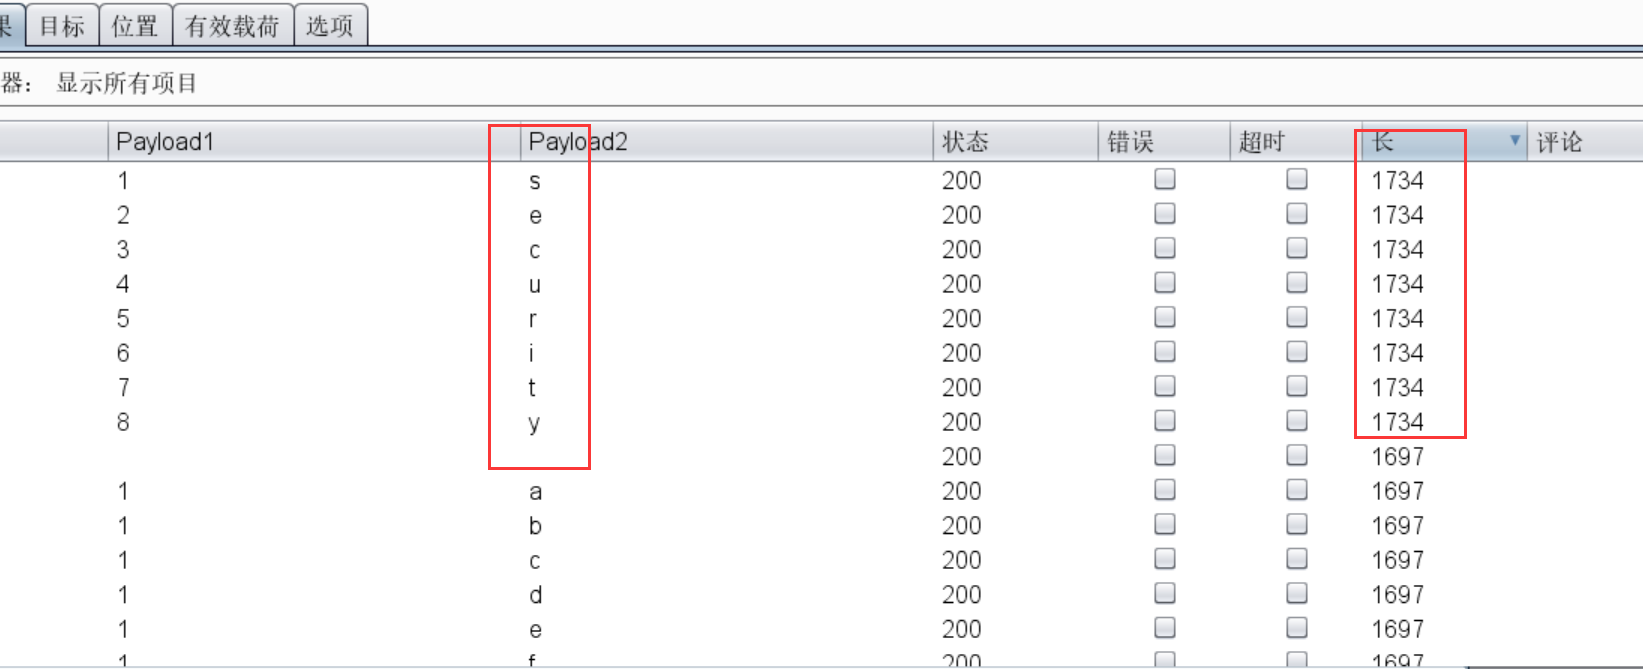 果 目标 位置 有效载荷 选项
器： 显示所有项目
Payload1 Payload2 状态 错误 超时 长 评论
1 s 200 1734
2 e 200 1734
3 c 200 1734
4 u 200 1734
5 r 200 1734
6 i 200 1734
7 t 200 1734
8 y 200 1734
200 1697
1 a 200 1697
1 b 200 1697
1 c 200 1697
1 d 200 1697
1 e 200 1697
1 f 200 1697